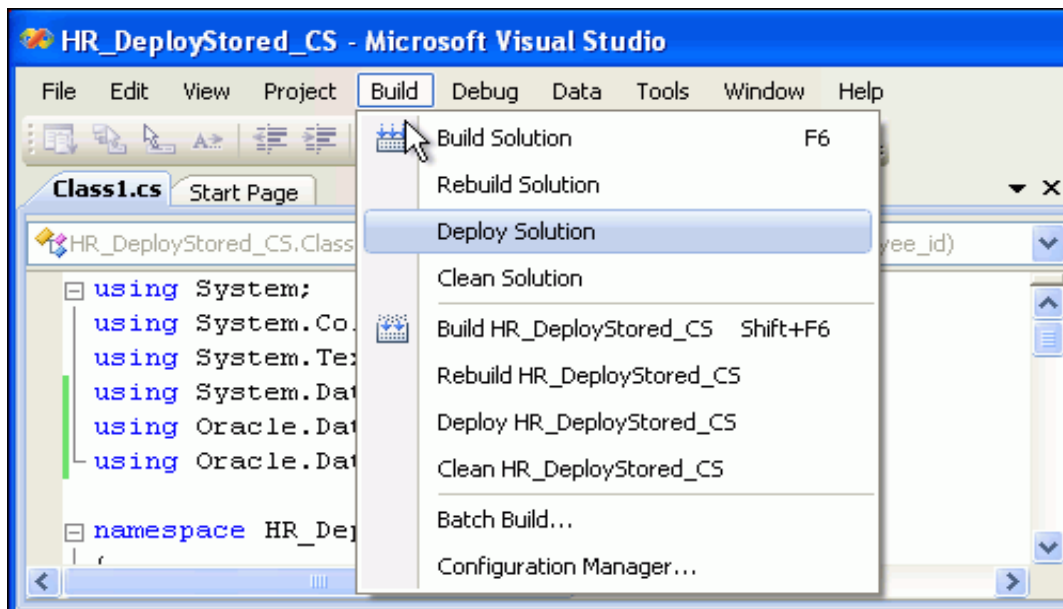 HR_DeployStored_CS - Microsoft Visual Studio
File Edit View Project Build Debug Data Tools Window Help
Build Solution F6
Rebuild Solution
Class1.cs Start Page
Deploy Solution
HR_DeployStored_CS.Class yee_id)
Clean Solution
using System;
using System.Co
Build HR_DeployStored_CS Shift+F6
using System.Te
Rebuild HR_DeployStored_CS
using System.Dat
Deploy HR_DeployStored_CS
using Oracle.Dat
Clean HR_DeployStored_CS
using Oracle.Dat
Batch Build...
namespace HR_Dep
Configuration Manager...